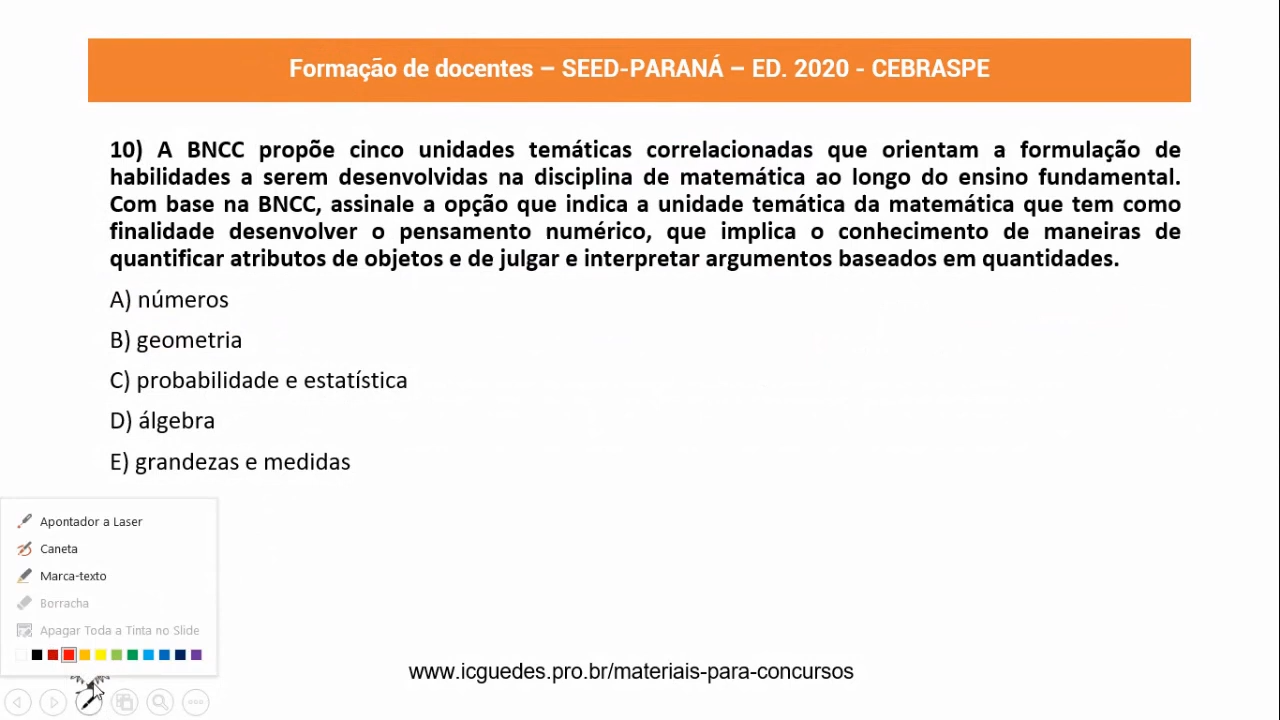 Formação de docentes – SEED-PARANÁ – ED. 2020 - CEBRASPE
10) A BNCC propõe cinco unidades temáticas correlacionadas que orientam a formulação de
habilidades a serem desenvolvidas na disciplina de matemática ao longo do ensino fundamental.
Com base na BNCC, assinale a opção que indica a unidade temática da matemática que tem como
finalidade desenvolver o pensamento numérico, que implica o conhecimento de maneiras de
quantificar atributos de objetos e de julgar e interpretar argumentos baseados em quantidades.
A) números
B) geometria
C) probabilidade e estatística
D) álgebra
E) grandezas e medidas
Apontador a Laser
Caneta
Marca-texto
Borracha
Apagar Toda a Tinta no Slide
www.icguedes.pro.br/materiais-para-concursos